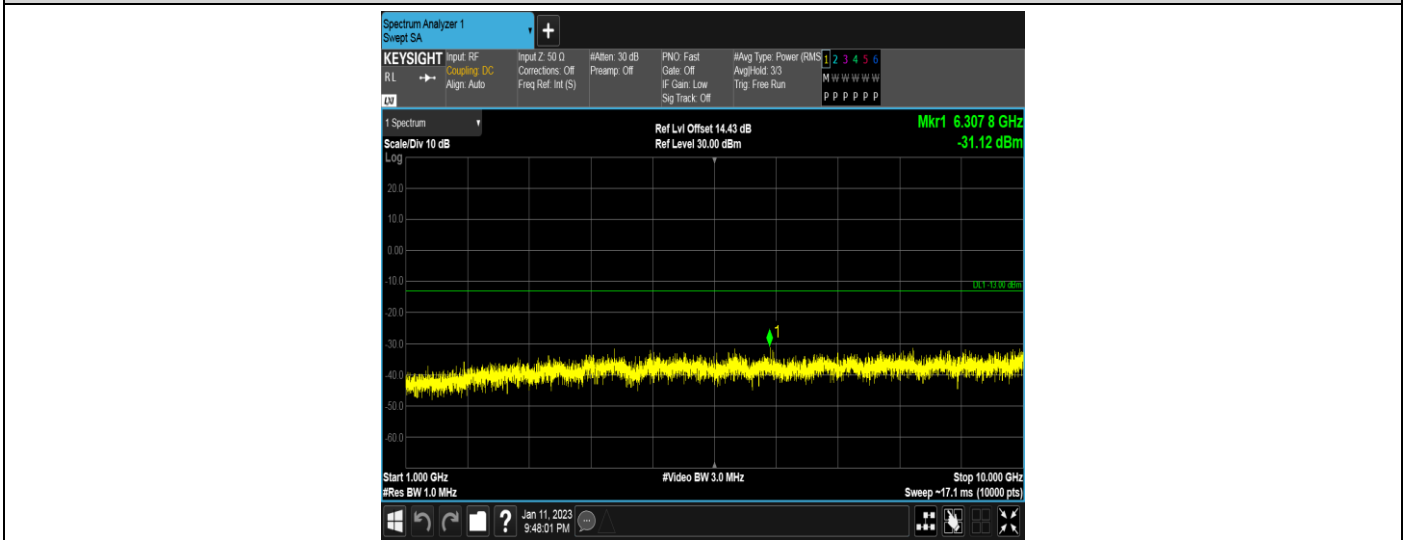 Spectrum Analyzer 1
Swept SA
+
KEYSIGHT Input: RF Input Z: 50 Ω #Atten: 30 dB PNO: Fast #Avg Type: Power (RMS 1 2 3 4 5 6
RL Coupling: DC Corrections: Off Preamp: Off Gate: Off Avg|Hold: 3/3 M W W W W W
Align: Auto Freq Ref: Int (S) IF Gain: Low Trig: Free Run
LXI Sig Track: Off P P P P P P
1 Spectrum Ref Lvl Offset 14.43 dB Mkr1 6.307 8 GHz
Scale/Div 10 dB Ref Level 30.00 dBm -31.12 dBm
Log
20.0
10.0
0.00
-10.0 DL1 -13.00 dBm
-20.0
1
-30.0
-40.0
-50.0
-60.0
Start 1.000 GHz #Video BW 3.0 MHz Stop 10.000 GHz
#Res BW 1.0 MHz Sweep ~17.1 ms (10000 pts)
? Jan 11, 2023
9:48:01 PM